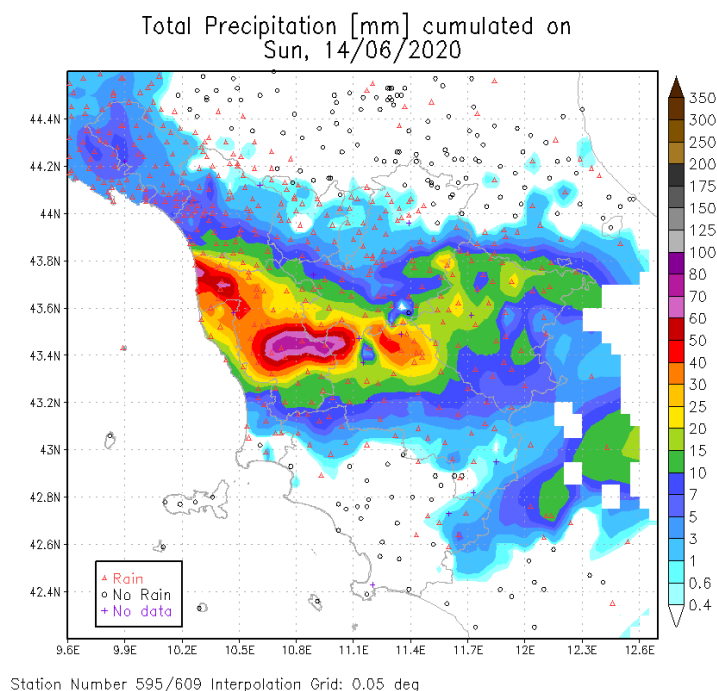 Total Precipitation [mm] cumulated on
Sun, 14/06/2020
44.4N
44.2N
44N
43.8N
43.6N
43.4N
43.2N
43N
42.8N
42.6N
42.4N
9.6E 9.9E 10.2E 10.5E 10.8E 11.1E 11.4E 11.7E 12E 12.3E 12.6E
350
300
250
200
175
150
125
100
80
70
60
50
40
30
25
20
15
10
7
5
3
1
0.6
0.4
Rain
No Rain
No data
Station Number 595/609 Interpolation Grid: 0.05 deg